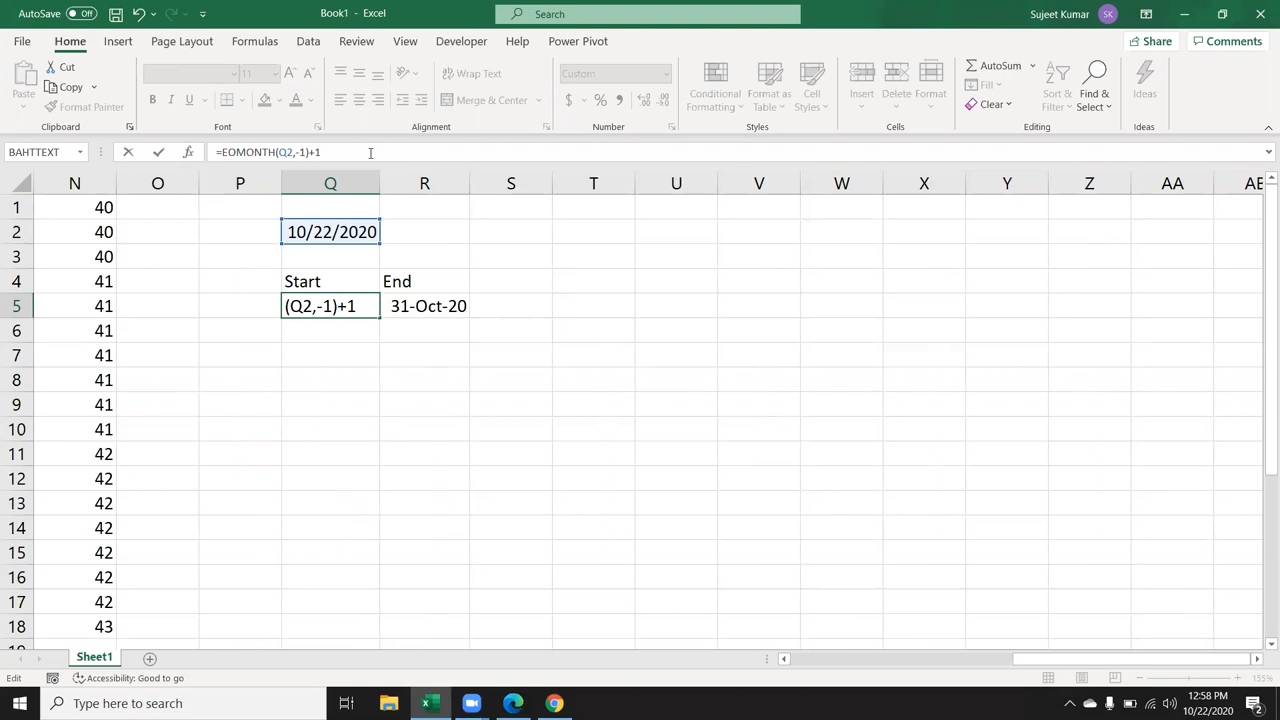 AutoSave Off Book1 - Excel Search Sujeet Kumar SK
File Home Insert Page Layout Formulas Data Review View Developer Help Power Pivot Share Comments
Paste Cut Copy Format Painter
Clipboard
11 B I U
Font
Wrap Text Merge & Center
Alignment
Custom $ % ,
Number
Conditional Formatting Format as Table Cell Styles
Styles
Insert Delete Format
Cells
AutoSum Fill Clear Sort & Filter Find & Select
Editing
Ideas
Ideas
BAHTTEXT fx =EOMONTH(Q2,-1)+1
N O P Q R S T U V W X Y Z AA AB
1 40
2 40 10/22/2020
3 40
4 41 Start End
5 41 (Q2,-1)+1 31-Oct-20
6 41
7 41
8 41
9 41
10 41
11 42
12 42
13 42
14 42
15 42
16 42
17 42
18 43
Sheet1
Edit Accessibility: Good to go 155%
Type here to search 12:58 PM
10/22/2020